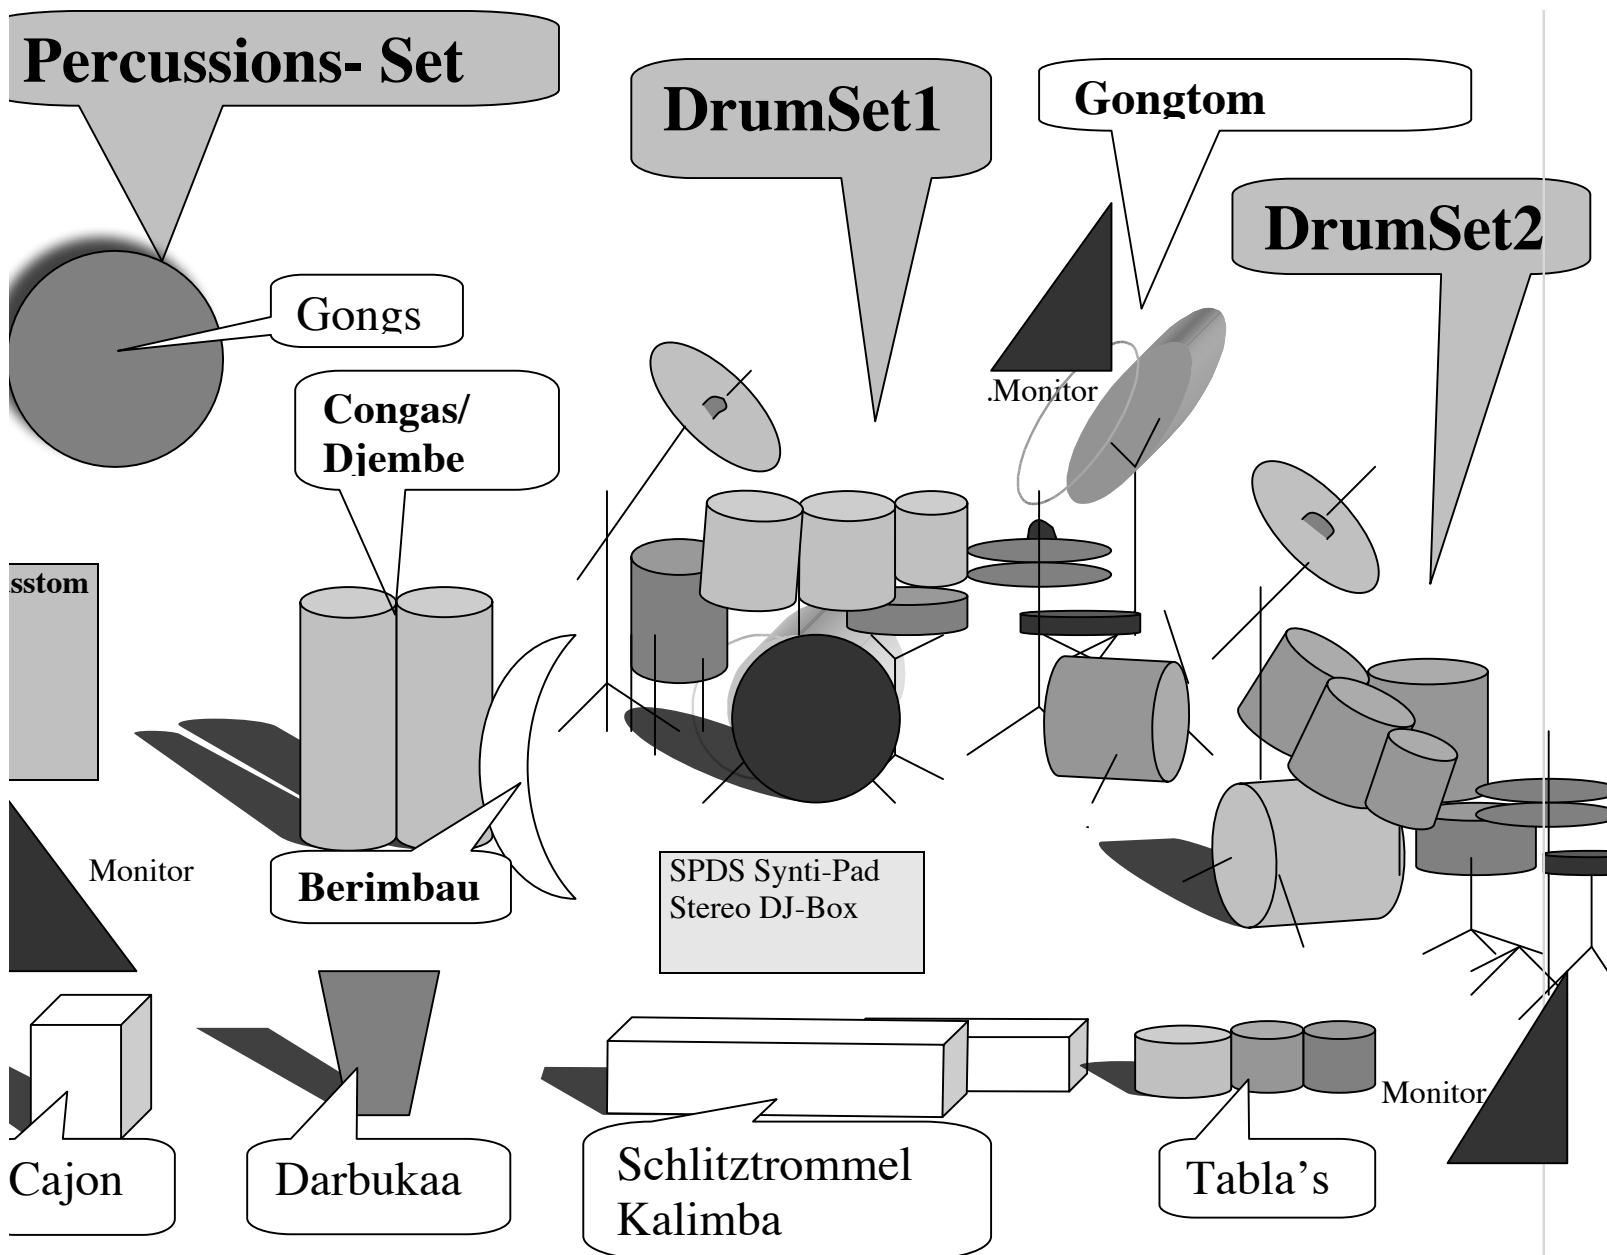 Percussions- Set
DrumSet1
Gongtom
DrumSet2
Gongs
.Monitor
Congas/
Djembe
sstom
Monitor
Berimbau
SPDS Synti-Pad
Stereo DJ-Box
Monitor
Cajon
Darbukaa
Schlitztrommel
Kalimba
Tabla’s